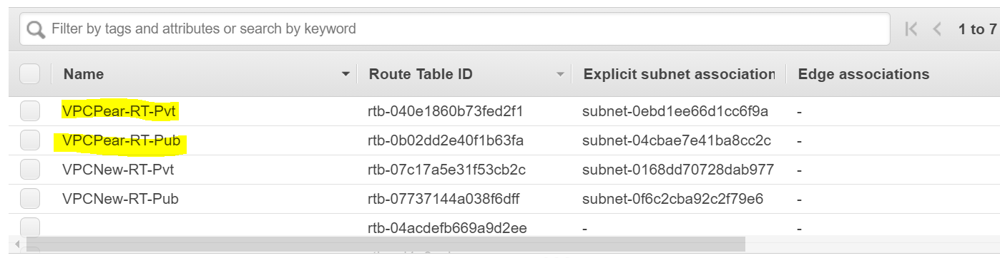 Filter by tags and attributes or search by keyword 1 to 7
Name Route Table ID Explicit subnet association Edge associations
VPCPear-RT-Pvt rtb-040e1860b73fed2f1 subnet-0ebd1ee66d1cc6f9a -
VPCPear-RT-Pub rtb-0b02dd2e40f1b63fa subnet-04cbae7e41ba8cc2c -
VPCNew-RT-Pvt rtb-07c17a5e31f53cb2c subnet-0168dd70728dab977 -
VPCNew-RT-Pub rtb-07737144a038f6dff subnet-0f6c2cba92c2f79e6 -
rtb-04acdefb669a9d2ee - -